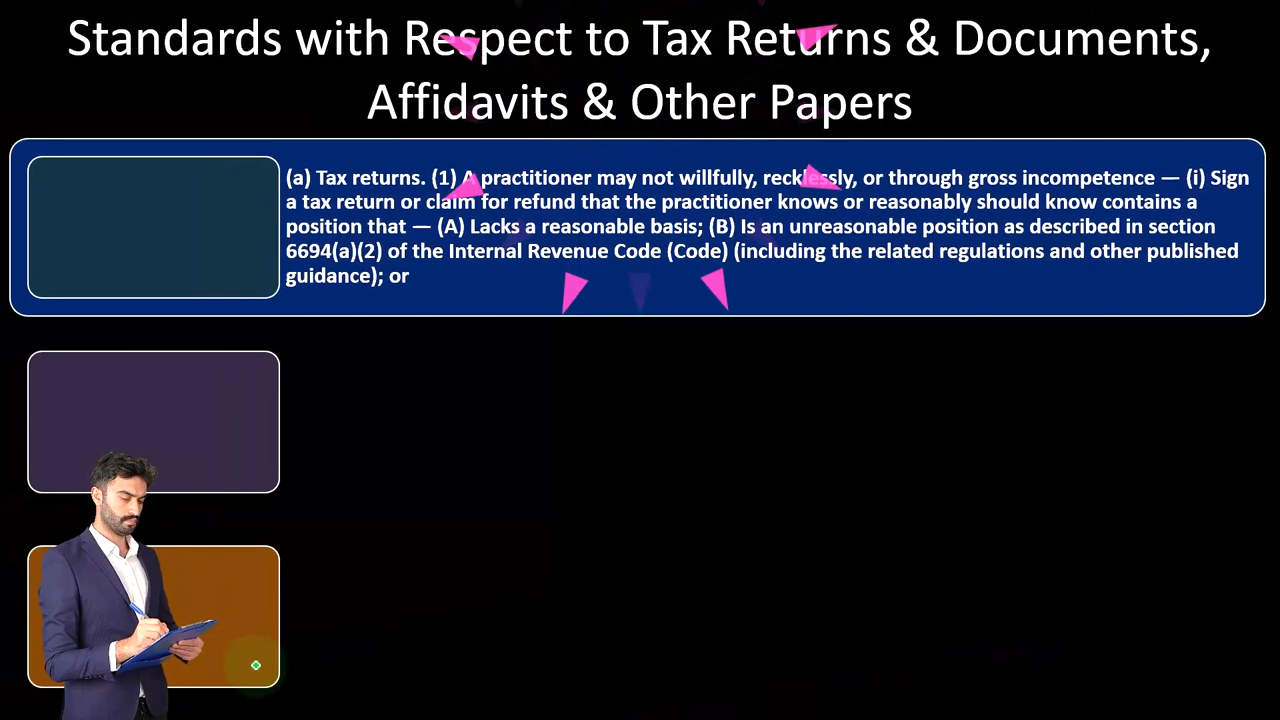 Standards with Respect to Tax Returns & Documents,
Affidavits & Other Papers
(a) Tax returns. (1) A practitioner may not willfully, recklessly, or through gross incompetence — (i) Sign
a tax return or claim for refund that the practitioner knows or reasonably should know contains a
position that — (A) Lacks a reasonable basis; (B) Is an unreasonable position as described in section
6694(a)(2) of the Internal Revenue Code (Code) (including the related regulations and other published
guidance); or